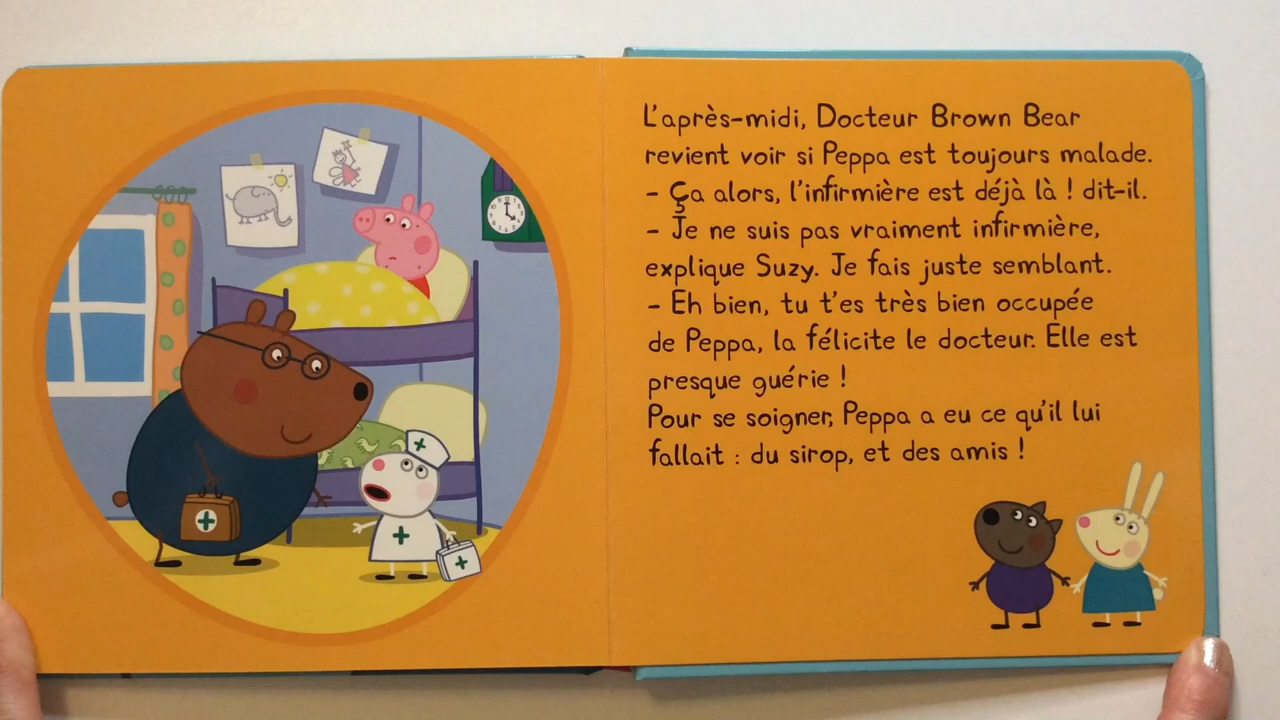 L'après-midi, Docteur Brown Bear
revient voir si Peppa est toujours malade.
– Ça alors, l'infirmière est déjà là ! dit-il.
– Je ne suis pas vraiment infirmière,
explique Suzy. Je fais juste semblant.
– Eh bien, tu t'es très bien occupée
de Peppa, la félicite le docteur. Elle est
presque guérie !
Pour se soigner, Peppa a eu ce qu'il lui
fallait : du sirop, et des amis !